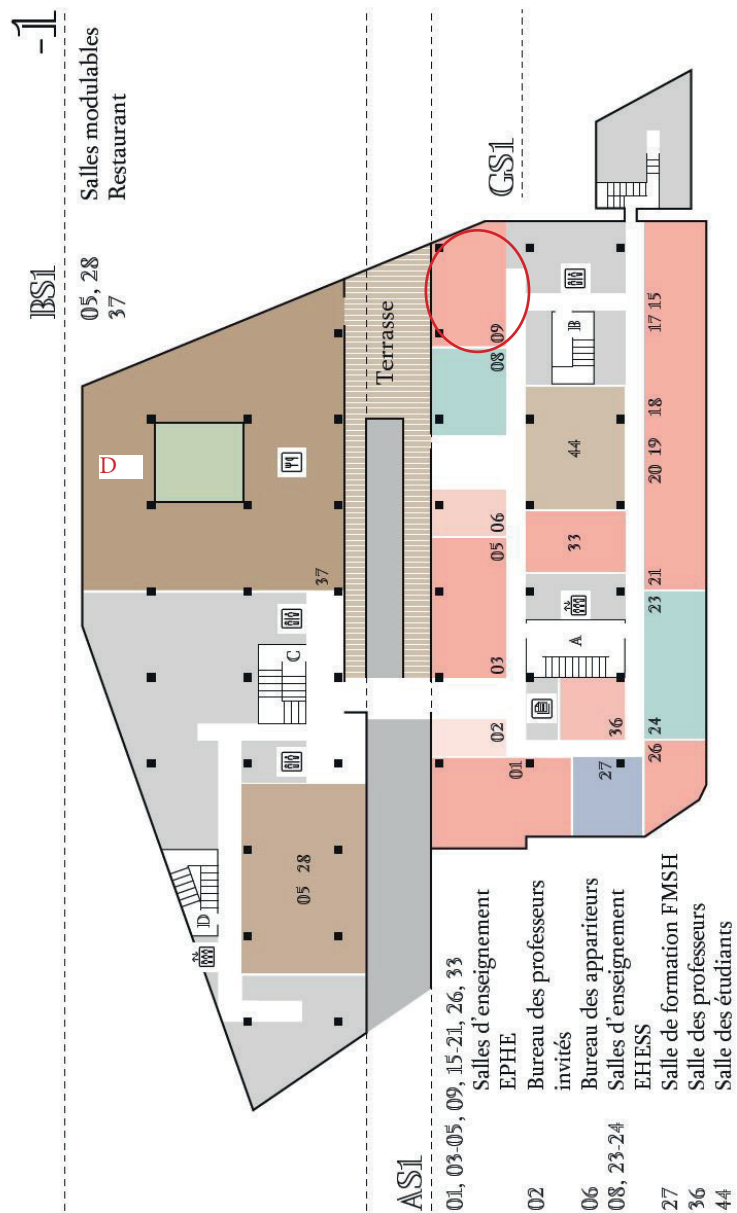 -1
BS1
05, 28 Salles modulables
37 Restaurant
D
37
Terrasse
C
D
05 28
GS1
09
08
06
05
03
02
01
B
44
33
A
36
27
17 15
18
20 19
21
23
24
26
AS1
01, 03-05, 09, 15-21, 26, 33
Salles d'enseignement
EPHE
02 Bureau des professeurs
invités
06 Bureau des appariteurs
08, 23-24 Salles d'enseignement
EHESS
27 Salle de formation FMSH
36 Salle des professeurs
44 Salle des étudiants